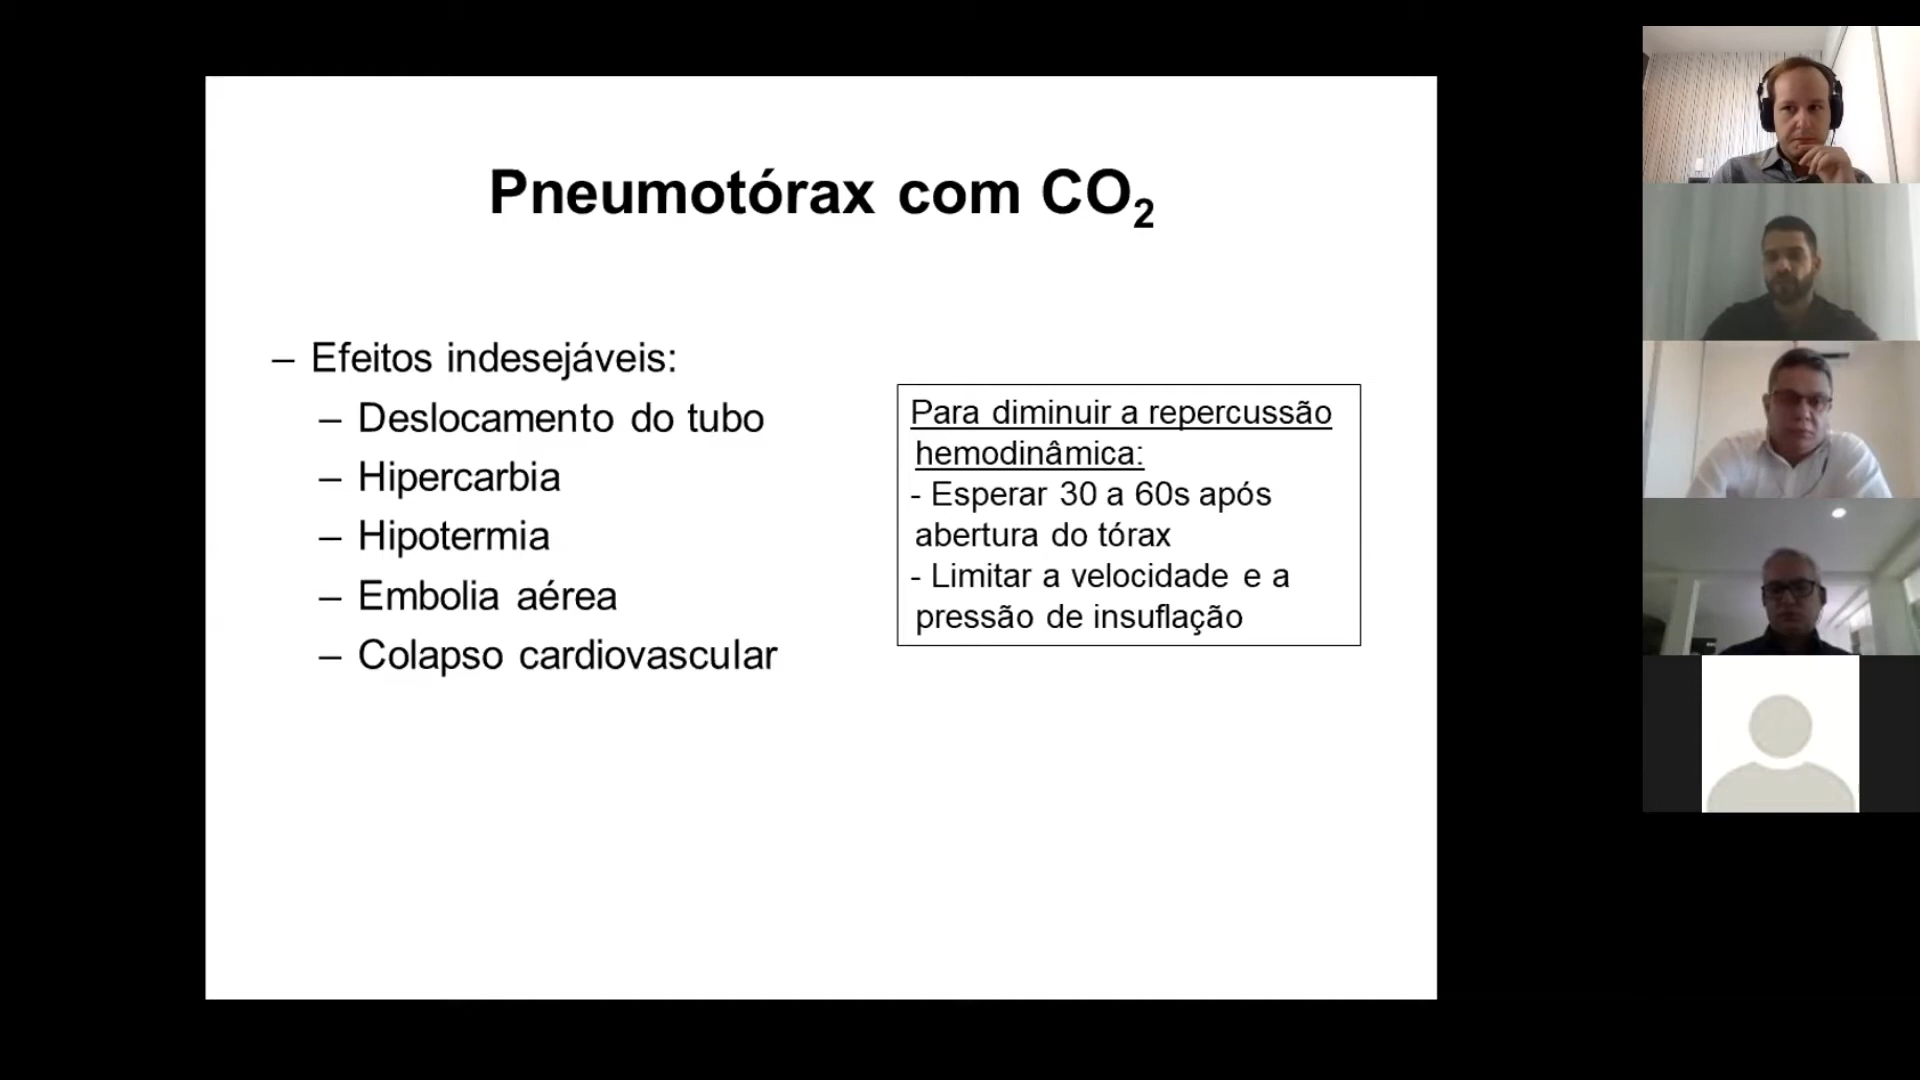 Pneumotórax com CO₂
– Efeitos indesejáveis:
– Deslocamento do tubo
– Hipercarbia
– Hipotermia
– Embolia aérea
– Colapso cardiovascular
Para diminuir a repercussão
hemodinâmica:
- Esperar 30 a 60s após
abertura do tórax
- Limitar a velocidade e a
pressão de insuflação